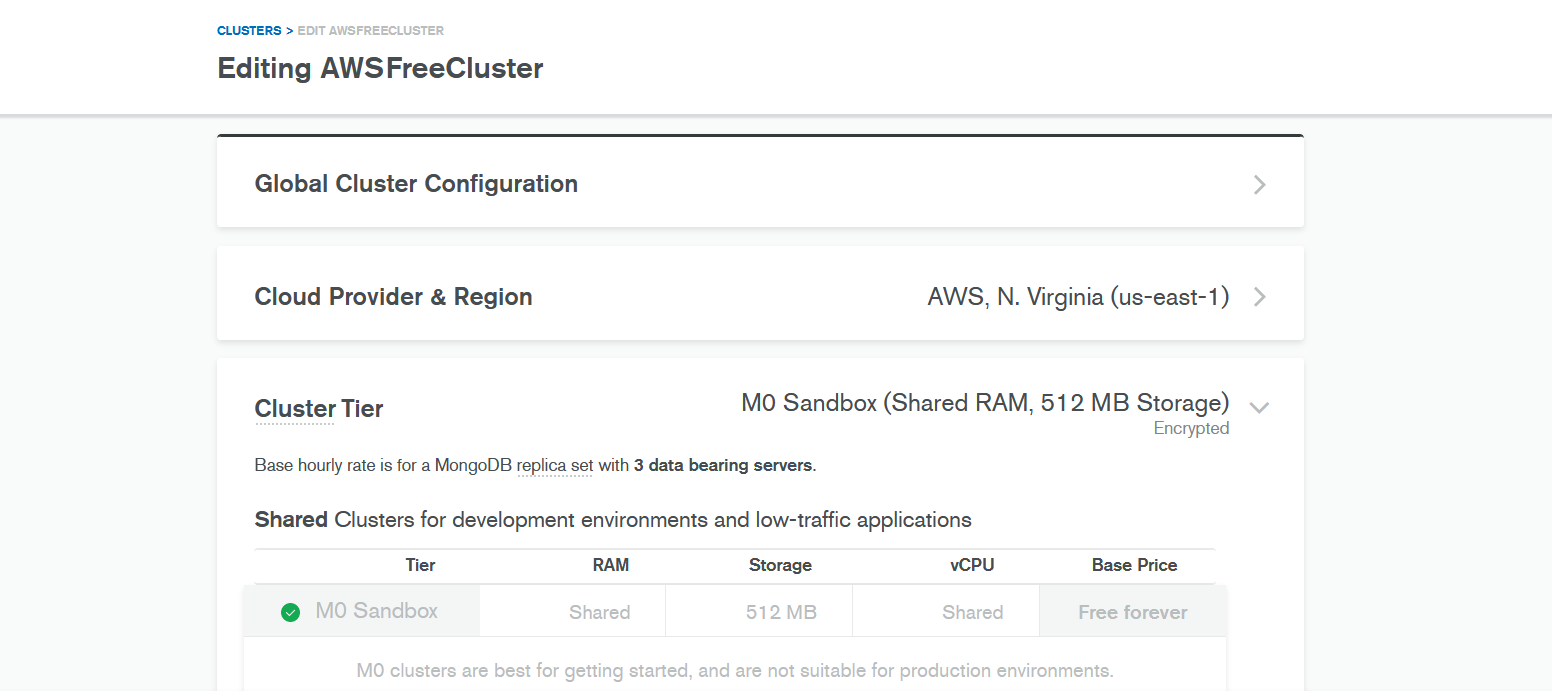 CLUSTERS > EDIT AWSFREECLUSTER
Editing AWSFreeCluster
Global Cluster Configuration
Cloud Provider & Region AWS, N. Virginia (us-east-1)
Cluster Tier M0 Sandbox (Shared RAM, 512 MB Storage)
Encrypted
Base hourly rate is for a MongoDB replica set with 3 data bearing servers.
Shared Clusters for development environments and low-traffic applications
Tier RAM Storage vCPU Base Price
M0 Sandbox Shared 512 MB Shared Free forever
M0 clusters are best for getting started, and are not suitable for production environments.